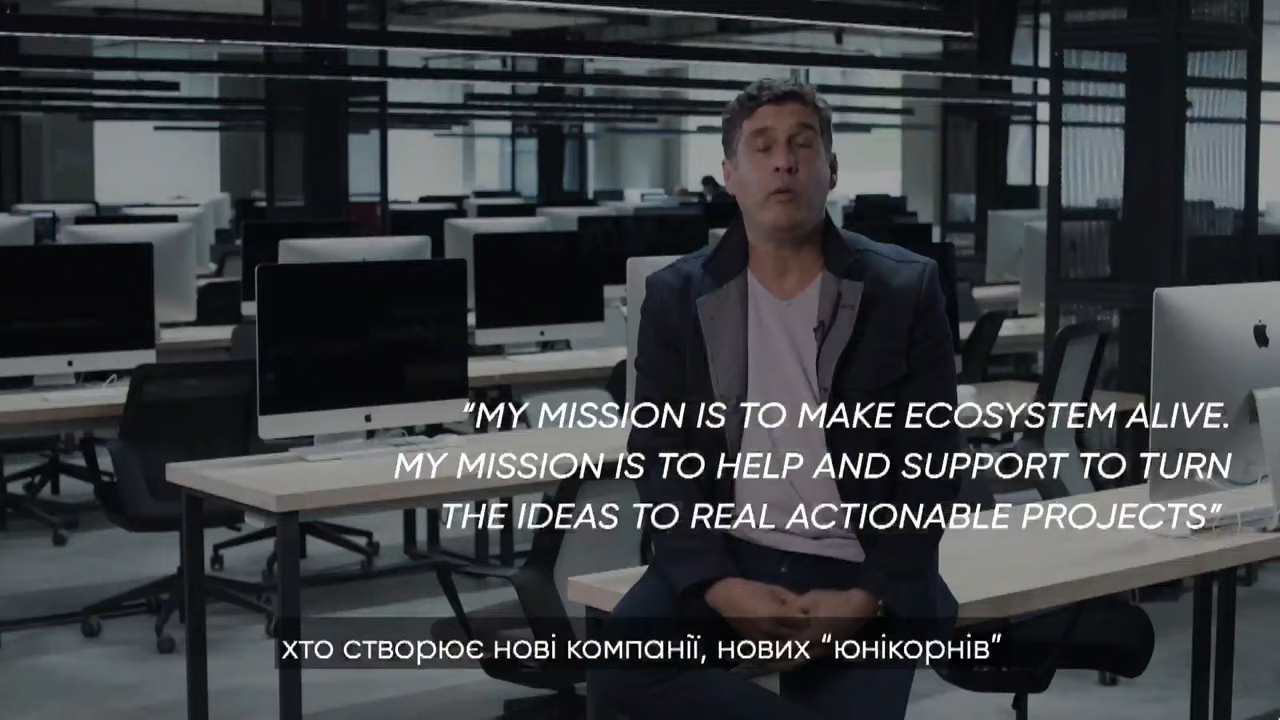 “MY MISSION IS TO MAKE ECOSYSTEM ALIVE.
MY MISSION IS TO HELP AND SUPPORT TO TURN
THE IDEAS TO REAL ACTIONABLE PROJECTS”
хто створює нові компанії, нових “юнікорнів”